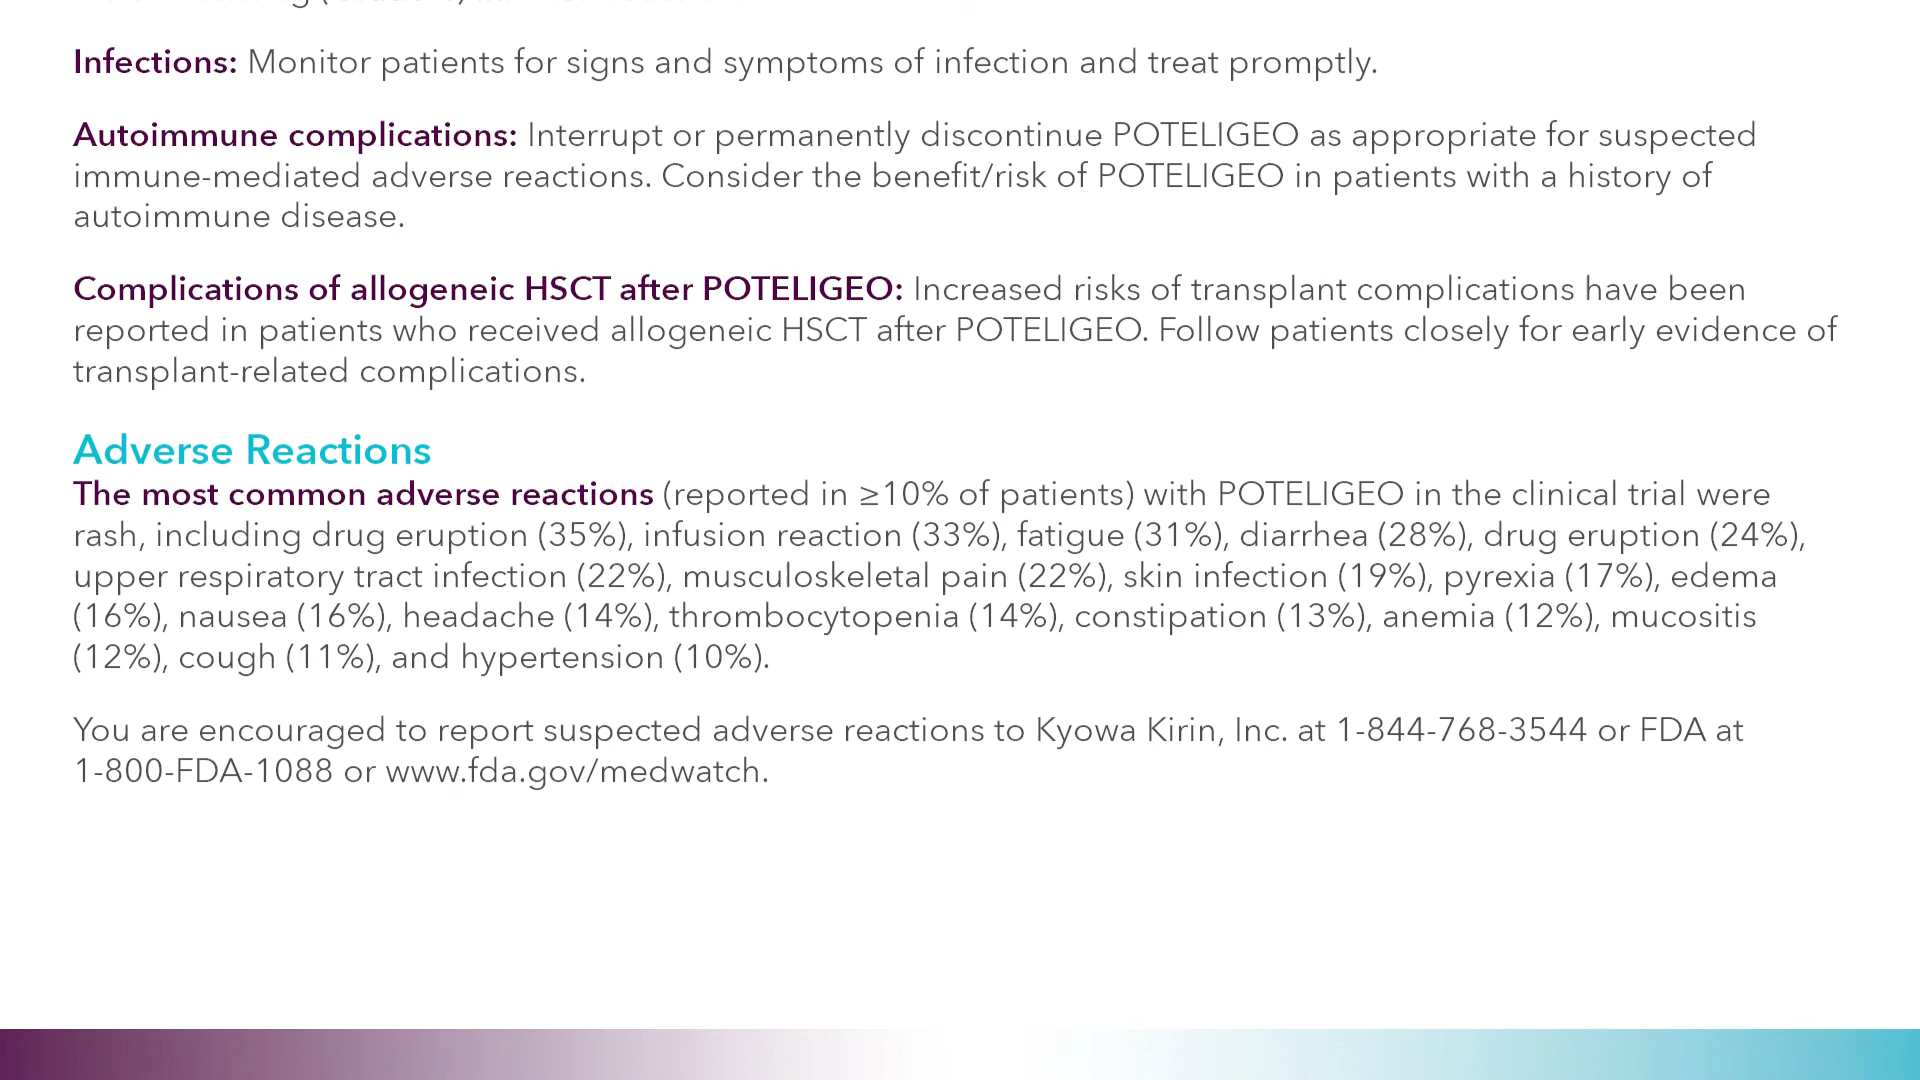 Infections: Monitor patients for signs and symptoms of infection and treat promptly.
Autoimmune complications: Interrupt or permanently discontinue POTELIGEO as appropriate for suspected
immune-mediated adverse reactions. Consider the benefit/risk of POTELIGEO in patients with a history of
autoimmune disease.
Complications of allogeneic HSCT after POTELIGEO: Increased risks of transplant complications have been
reported in patients who received allogeneic HSCT after POTELIGEO. Follow patients closely for early evidence of
transplant-related complications.
Adverse Reactions
The most common adverse reactions (reported in ≥10% of patients) with POTELIGEO in the clinical trial were
rash, including drug eruption (35%), infusion reaction (33%), fatigue (31%), diarrhea (28%), drug eruption (24%),
upper respiratory tract infection (22%), musculoskeletal pain (22%), skin infection (19%), pyrexia (17%), edema
(16%), nausea (16%), headache (14%), thrombocytopenia (14%), constipation (13%), anemia (12%), mucositis
(12%), cough (11%), and hypertension (10%).
You are encouraged to report suspected adverse reactions to Kyowa Kirin, Inc. at 1-844-768-3544 or FDA at
1-800-FDA-1088 or www.fda.gov/medwatch.